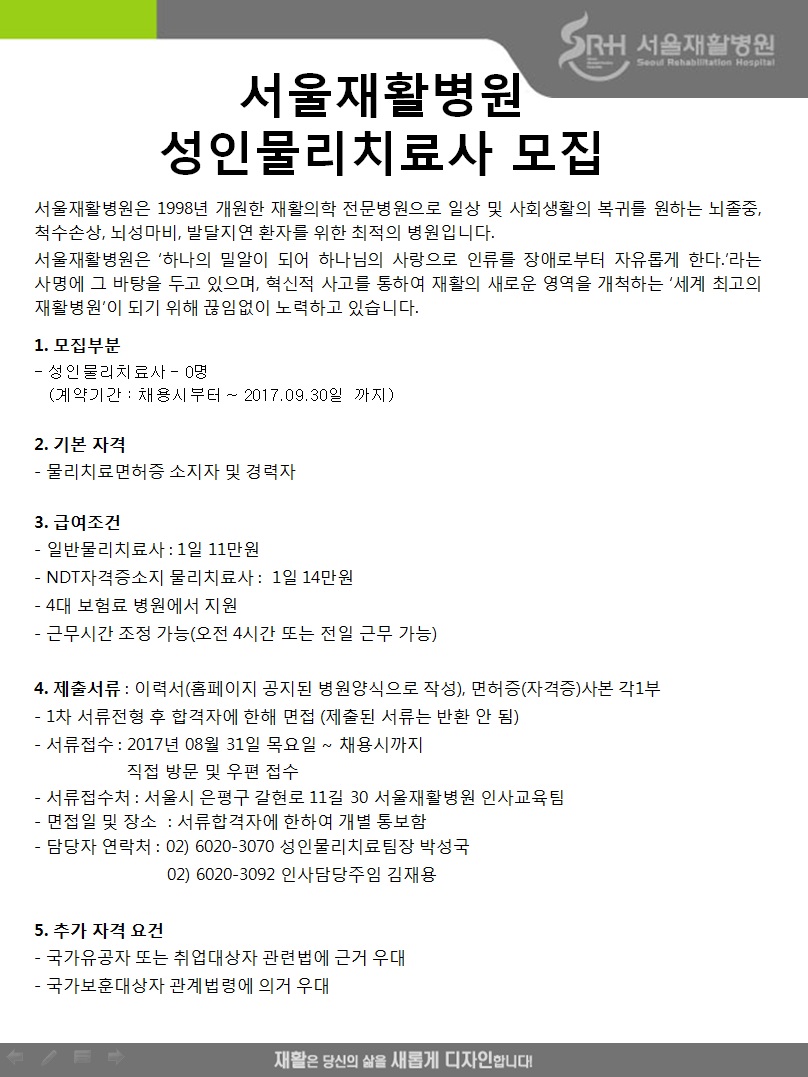 SRH 서울재활병원
Seoul Rehabilitation Hospital
서울재활병원
성인물리치료사 모집
서울재활병원은 1998년 개원한 재활의학 전문병원으로 일상 및 사회생활의 복귀를 원하는 뇌졸중,
척수손상, 뇌성마비, 발달지연 환자를 위한 최적의 병원입니다.
서울재활병원은 ‘하나의 밀알이 되어 하나님의 사랑으로 인류를 장애로부터 자유롭게 한다.’라는
사명에 그 바탕을 두고 있으며, 혁신적 사고를 통하여 재활의 새로운 영역을 개척하는 ‘세계 최고의
재활병원’이 되기 위해 끊임없이 노력하고 있습니다.
1. 모집부분
- 성인물리치료사 - 0명
(계약기간 : 채용시부터 ~ 2017.09.30일 까지)
2. 기본 자격
- 물리치료면허증 소지자 및 경력자
3. 급여조건
- 일반물리치료사 : 1일 11만원
- NDT자격증소지 물리치료사 : 1일 14만원
- 4대 보험료 병원에서 지원
- 근무시간 조정 가능(오전 4시간 또는 전일 근무 가능)
4. 제출서류 : 이력서(홈페이지 공지된 병원양식으로 작성), 면허증(자격증)사본 각1부
- 1차 서류전형 후 합격자에 한해 면접 (제출된 서류는 반환 안 됨)
- 서류접수 : 2017년 08월 31일 목요일 ~ 채용시까지
직접 방문 및 우편 접수
- 서류접수처 : 서울시 은평구 갈현로 11길 30 서울재활병원 인사교육팀
- 면접일 및 장소 : 서류합격자에 한하여 개별 통보함
- 담당자 연락처 : 02) 6020-3070 성인물리치료팀장 박성국
02) 6020-3092 인사담당주임 김재용
5. 추가 자격 요건
- 국가유공자 또는 취업대상자 관련법에 근거 우대
- 국가보훈대상자 관계법령에 의거 우대
재활은 당신의 삶을 새롭게 디자인합니다!